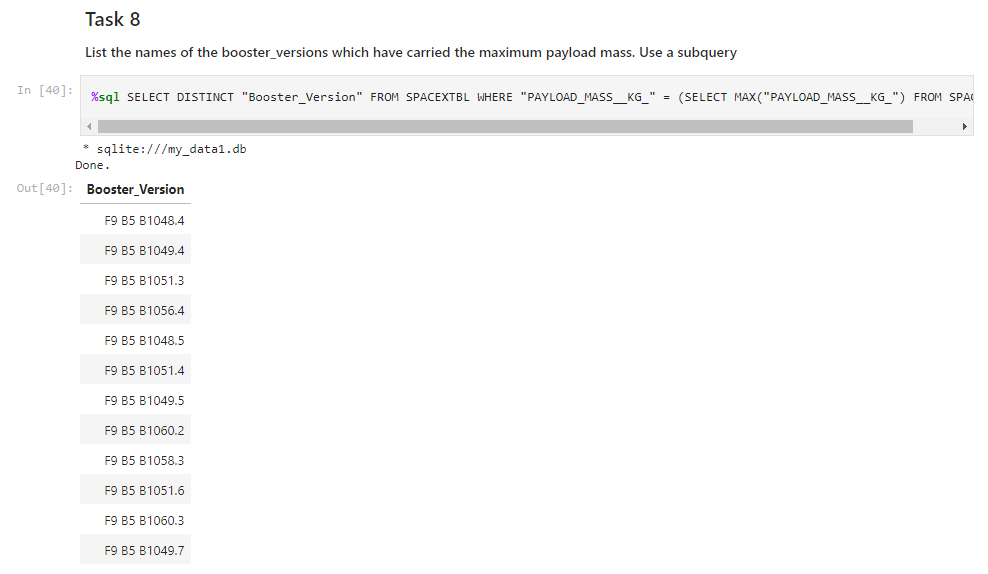 Task 8
List the names of the booster_versions which have carried the maximum payload mass. Use a subquery
In [40]: %sql SELECT DISTINCT "Booster_Version" FROM SPACEXTBL WHERE "PAYLOAD_MASS__KG_" = (SELECT MAX("PAYLOAD_MASS__KG_") FROM SPAC
* sqlite:///my_data1.db
Done.
Out[40]: Booster_Version
F9 B5 B1048.4
F9 B5 B1049.4
F9 B5 B1051.3
F9 B5 B1056.4
F9 B5 B1048.5
F9 B5 B1051.4
F9 B5 B1049.5
F9 B5 B1060.2
F9 B5 B1058.3
F9 B5 B1051.6
F9 B5 B1060.3
F9 B5 B1049.7